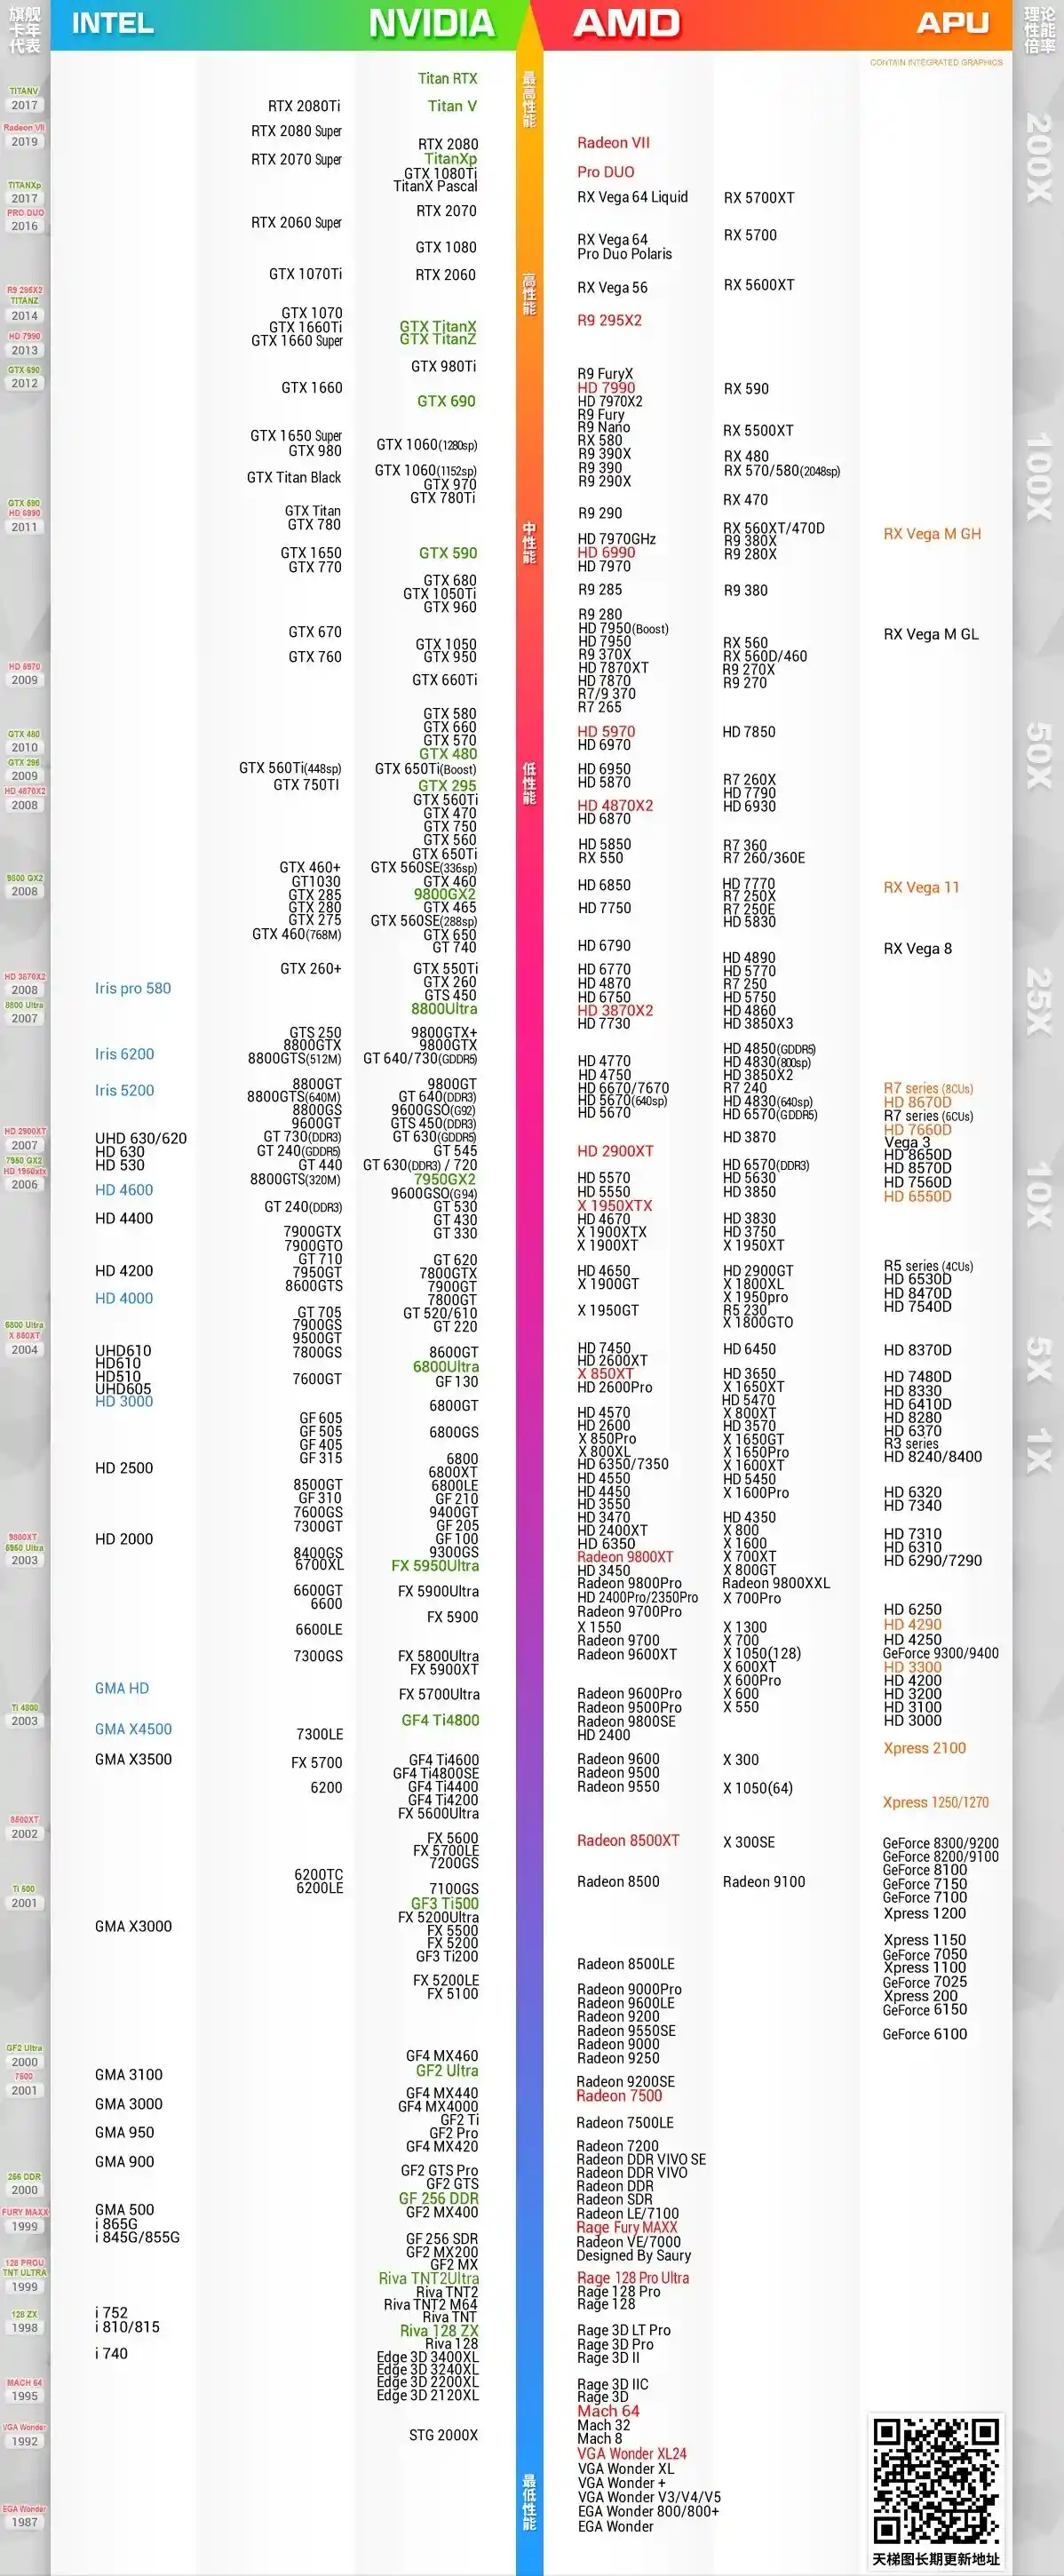 旗舰
卡年
代表
INTEL
NVIDIA
AMD
APU
理论
性能
倍率
CONTAIN INTEGRATED GRAPHICS
最高性能
高性能
中性能
低性能
最低性能
200X
100X
50X
25X
10X
5X
1X
TITANV
2017
Radeon VII
2019
TITANXp
2017
PRO DUO
2016
R9 295X2
TITANZ
2014
HD 7990
2013
GTX 690
2012
GTX 590
HD 6990
2011
HD 5970
2009
GTX 480
2010
GTX 295
2009
HD 4870X2
2008
9800 GX2
2008
HD 3870X2
2008
8800 Ultra
2007
HD 2900XT
2007
7950 GX2
HD 1950xtx
2006
6800 Ultra
X 850XT
2004
9800XT
5950 Ultra
2003
Ti 4800
2003
8500XT
2002
Ti 500
2001
GF2 Ultra
2000
7500
2001
256 DDR
2000
FURY MAXX
1999
128 PROU
TNT ULTRA
1999
128 ZX
1998
MACH 64
1995
VGA Wonder
1992
EGA Wonder
1987
Iris pro 580
Iris 6200
Iris 5200
UHD 630/620
HD 630
HD 530
HD 4600
HD 4400
HD 4200
HD 4000
UHD610
HD610
HD510
UHD605
HD 3000
HD 2500
HD 2000
GMA HD
GMA X4500
GMA X3500
GMA X3000
GMA 3100
GMA 3000
GMA 950
GMA 900
GMA 500
i 865G
i 845G/855G
i 752
i 810/815
i 740
RTX 2080Ti
RTX 2080 Super
RTX 2070 Super
RTX 2060 Super
GTX 1070Ti
GTX 1070
GTX 1660Ti
GTX 1660 Super
GTX 1660
GTX 1650 Super
GTX 980
GTX Titan Black
GTX Titan
GTX 780
GTX 1650
GTX 770
GTX 670
GTX 760
GTX 560Ti(448sp)
GTX 750TI
GTX 460+
GT1030
GTX 285
GTX 280
GTX 275
GTX 460(768M)
GTX 260+
GTS 250
8800GTX
8800GTS(512M)
8800GT
8800GTS(640M)
8800GS
9600GT
GT 730(DDR3)
GT 240(GDDR5)
GT 440
8800GTS(320M)
GT 240(DDR3)
7900GTX
7900GTO
GT 710
7950GT
8600GTS
GT 705
7900GS
9500GT
7800GS
7600GT
GF 605
GF 505
GF 405
GF 315
8500GT
GF 310
7600GS
7300GT
8400GS
6700XL
6600GT
6600
6600LE
7300GS
7300LE
FX 5700
6200
6200TC
6200LE
Titan RTX
Titan V
RTX 2080
TitanXp
GTX 1080Ti
TitanX Pascal
RTX 2070
GTX 1080
RTX 2060
GTX TitanX
GTX TitanZ
GTX 980Ti
GTX 690
GTX 1060(1280sp)
GTX 1060(1152sp)
GTX 970
GTX 780Ti
GTX 590
GTX 680
GTX 1050Ti
GTX 960
GTX 1050
GTX 950
GTX 660Ti
GTX 580
GTX 660
GTX 570
GTX 480
GTX 650Ti(Boost)
GTX 295
GTX 560Ti
GTX 470
GTX 750
GTX 560
GTX 650Ti
GTX 560SE(336sp)
GTX 460
9800GX2
GTX 465
GTX 560SE(288sp)
GTX 650
GT 740
GTX 550Ti
GTX 260
GTS 450
8800Ultra
9800GTX+
9800GTX
GT 640/730(GDDR5)
9800GT
GT 640(DDR3)
9600GSO(G92)
GTS 450(DDR3)
GT 630(GDDR5)
GT 545
GT 630(DDR3) / 720
7950GX2
9600GSO(G94)
GT 530
GT 430
GT 330
GT 620
7800GTX
7900GT
7800GT
GT 520/610
GT 220
8600GT
6800Ultra
GF 130
6800GT
6800GS
6800
6800XT
6800LE
GF 210
9400GT
GF 205
GF 100
9300GS
FX 5950Ultra
FX 5900Ultra
FX 5900
FX 5800Ultra
FX 5900XT
FX 5700Ultra
GF4 Ti4800
GF4 Ti4600
GF4 Ti4800SE
GF4 Ti4400
GF4 Ti4200
FX 5600Ultra
FX 5600
FX 5700LE
7200GS
7100GS
GF3 Ti500
FX 5200Ultra
FX 5500
FX 5200
GF3 Ti200
FX 5200LE
FX 5100
GF4 MX460
GF2 Ultra
GF4 MX440
GF4 MX4000
GF2 Ti
GF2 Pro
GF4 MX420
GF2 GTS Pro
GF2 GTS
GF 256 DDR
GF2 MX400
GF 256 SDR
GF2 MX200
GF2 MX
Riva TNT2Ultra
Riva TNT2
Riva TNT2 M64
Riva TNT
Riva 128 ZX
Riva 128
Edge 3D 3400XL
Edge 3D 3240XL
Edge 3D 2200XL
Edge 3D 2120XL
STG 2000X
Radeon VII
Pro DUO
RX Vega 64 Liquid
RX Vega 64
Pro Duo Polaris
RX Vega 56
R9 295X2
R9 FuryX
HD 7990
HD 7970X2
R9 Fury
R9 Nano
RX 580
R9 390X
R9 390
R9 290X
R9 290
HD 7970GHz
HD 6990
HD 7970
R9 285
R9 280
HD 7950(Boost)
HD 7950
R9 370X
HD 7870XT
HD 7870
R7/9 370
R7 265
HD 5970
HD 6970
HD 6950
HD 5870
HD 4870X2
HD 6870
HD 5850
RX 550
HD 6850
HD 7750
HD 6790
HD 6770
HD 4870
HD 6750
HD 3870X2
HD 7730
HD 4770
HD 4750
HD 6670/7670
HD 5670(640sp)
HD 5670
HD 2900XT
HD 5570
HD 5550
X 1950XTX
HD 4670
X 1900XTX
X 1900XT
HD 4650
X 1900GT
X 1950GT
HD 7450
HD 2600XT
X 850XT
HD 2600Pro
HD 4570
HD 2600
X 850Pro
X 800XL
HD 6350/7350
HD 4550
HD 4450
HD 3550
HD 3470
HD 2400XT
HD 6350
Radeon 9800XT
HD 3450
Radeon 9800Pro
HD 2400Pro/2350Pro
Radeon 9700Pro
X 1550
Radeon 9700
Radeon 9600XT
Radeon 9600Pro
Radeon 9500Pro
Radeon 9800SE
HD 2400
Radeon 9600
Radeon 9500
Radeon 9550
Radeon 8500XT
Radeon 8500
Radeon 8500LE
Radeon 9000Pro
Radeon 9600LE
Radeon 9200
Radeon 9550SE
Radeon 9000
Radeon 9250
Radeon 9200SE
Radeon 7500
Radeon 7500LE
Radeon 7200
Radeon DDR VIVO SE
Radeon DDR VIVO
Radeon DDR
Radeon SDR
Radeon LE/7100
Rage Fury MAXX
Radeon VE/7000
Designed By Saury
Rage 128 Pro Ultra
Rage 128 Pro
Rage 128
Rage 3D LT Pro
Rage 3D Pro
Rage 3D II
Rage 3D IIC
Rage 3D
Mach 64
Mach 32
Mach 8
VGA Wonder XL24
VGA Wonder XL
VGA Wonder +
VGA Wonder V3/V4/V5
EGA Wonder 800/800+
EGA Wonder
RX 5700XT
RX 5700
RX 5600XT
RX 590
RX 5500XT
RX 480
RX 570/580(2048sp)
RX 470
RX 560XT/470D
R9 380X
R9 280X
R9 380
RX 560
RX 560D/460
R9 270X
R9 270
HD 7850
R7 260X
HD 7790
HD 6930
R7 360
R7 260/360E
HD 7770
R7 250X
R7 250E
HD 5830
HD 4890
HD 5770
R7 250
HD 5750
HD 4860
HD 3850X3
HD 4850(GDDR5)
HD 4830(800sp)
HD 3850X2
R7 240
HD 4830(640sp)
HD 6570(GDDR5)
HD 3870
HD 6570(DDR3)
HD 5630
HD 3850
HD 3830
HD 3750
X 1950XT
HD 2900GT
X 1800XL
X 1950pro
R5 230
X 1800GTO
HD 6450
HD 3650
X 1650XT
HD 5470
X 800XT
HD 3570
X 1650GT
X 1650Pro
X 1600XT
HD 5450
X 1600Pro
HD 4350
X 800
X 1600
X 700XT
X 800GT
Radeon 9800XXL
X 700Pro
X 1300
X 700
X 1050(128)
X 600XT
X 600Pro
X 600
X 550
X 300
X 1050(64)
X 300SE
Radeon 9100
RX Vega M GH
RX Vega M GL
RX Vega 11
RX Vega 8
R7 series (8CUs)
HD 8670D
R7 series (6CUs)
HD 7660D
Vega 3
HD 8650D
HD 8570D
HD 7560D
HD 6550D
R5 series (4CUs)
HD 6530D
HD 8470D
HD 7540D
HD 8370D
HD 7480D
HD 8330
HD 6410D
HD 8280
HD 6370
R3 series
HD 8240/8400
HD 6320
HD 7340
HD 7310
HD 6310
HD 6290/7290
HD 6250
HD 4290
HD 4250
GeForce 9300/9400
HD 3300
HD 4200
HD 3200
HD 3100
HD 3000
Xpress 2100
Xpress 1250/1270
GeForce 8300/9200
GeForce 8200/9100
GeForce 8100
GeForce 7150
GeForce 7100
Xpress 1200
Xpress 1150
GeForce 7050
Xpress 1100
GeForce 7025
Xpress 200
GeForce 6150
GeForce 6100
天梯图长期更新地址